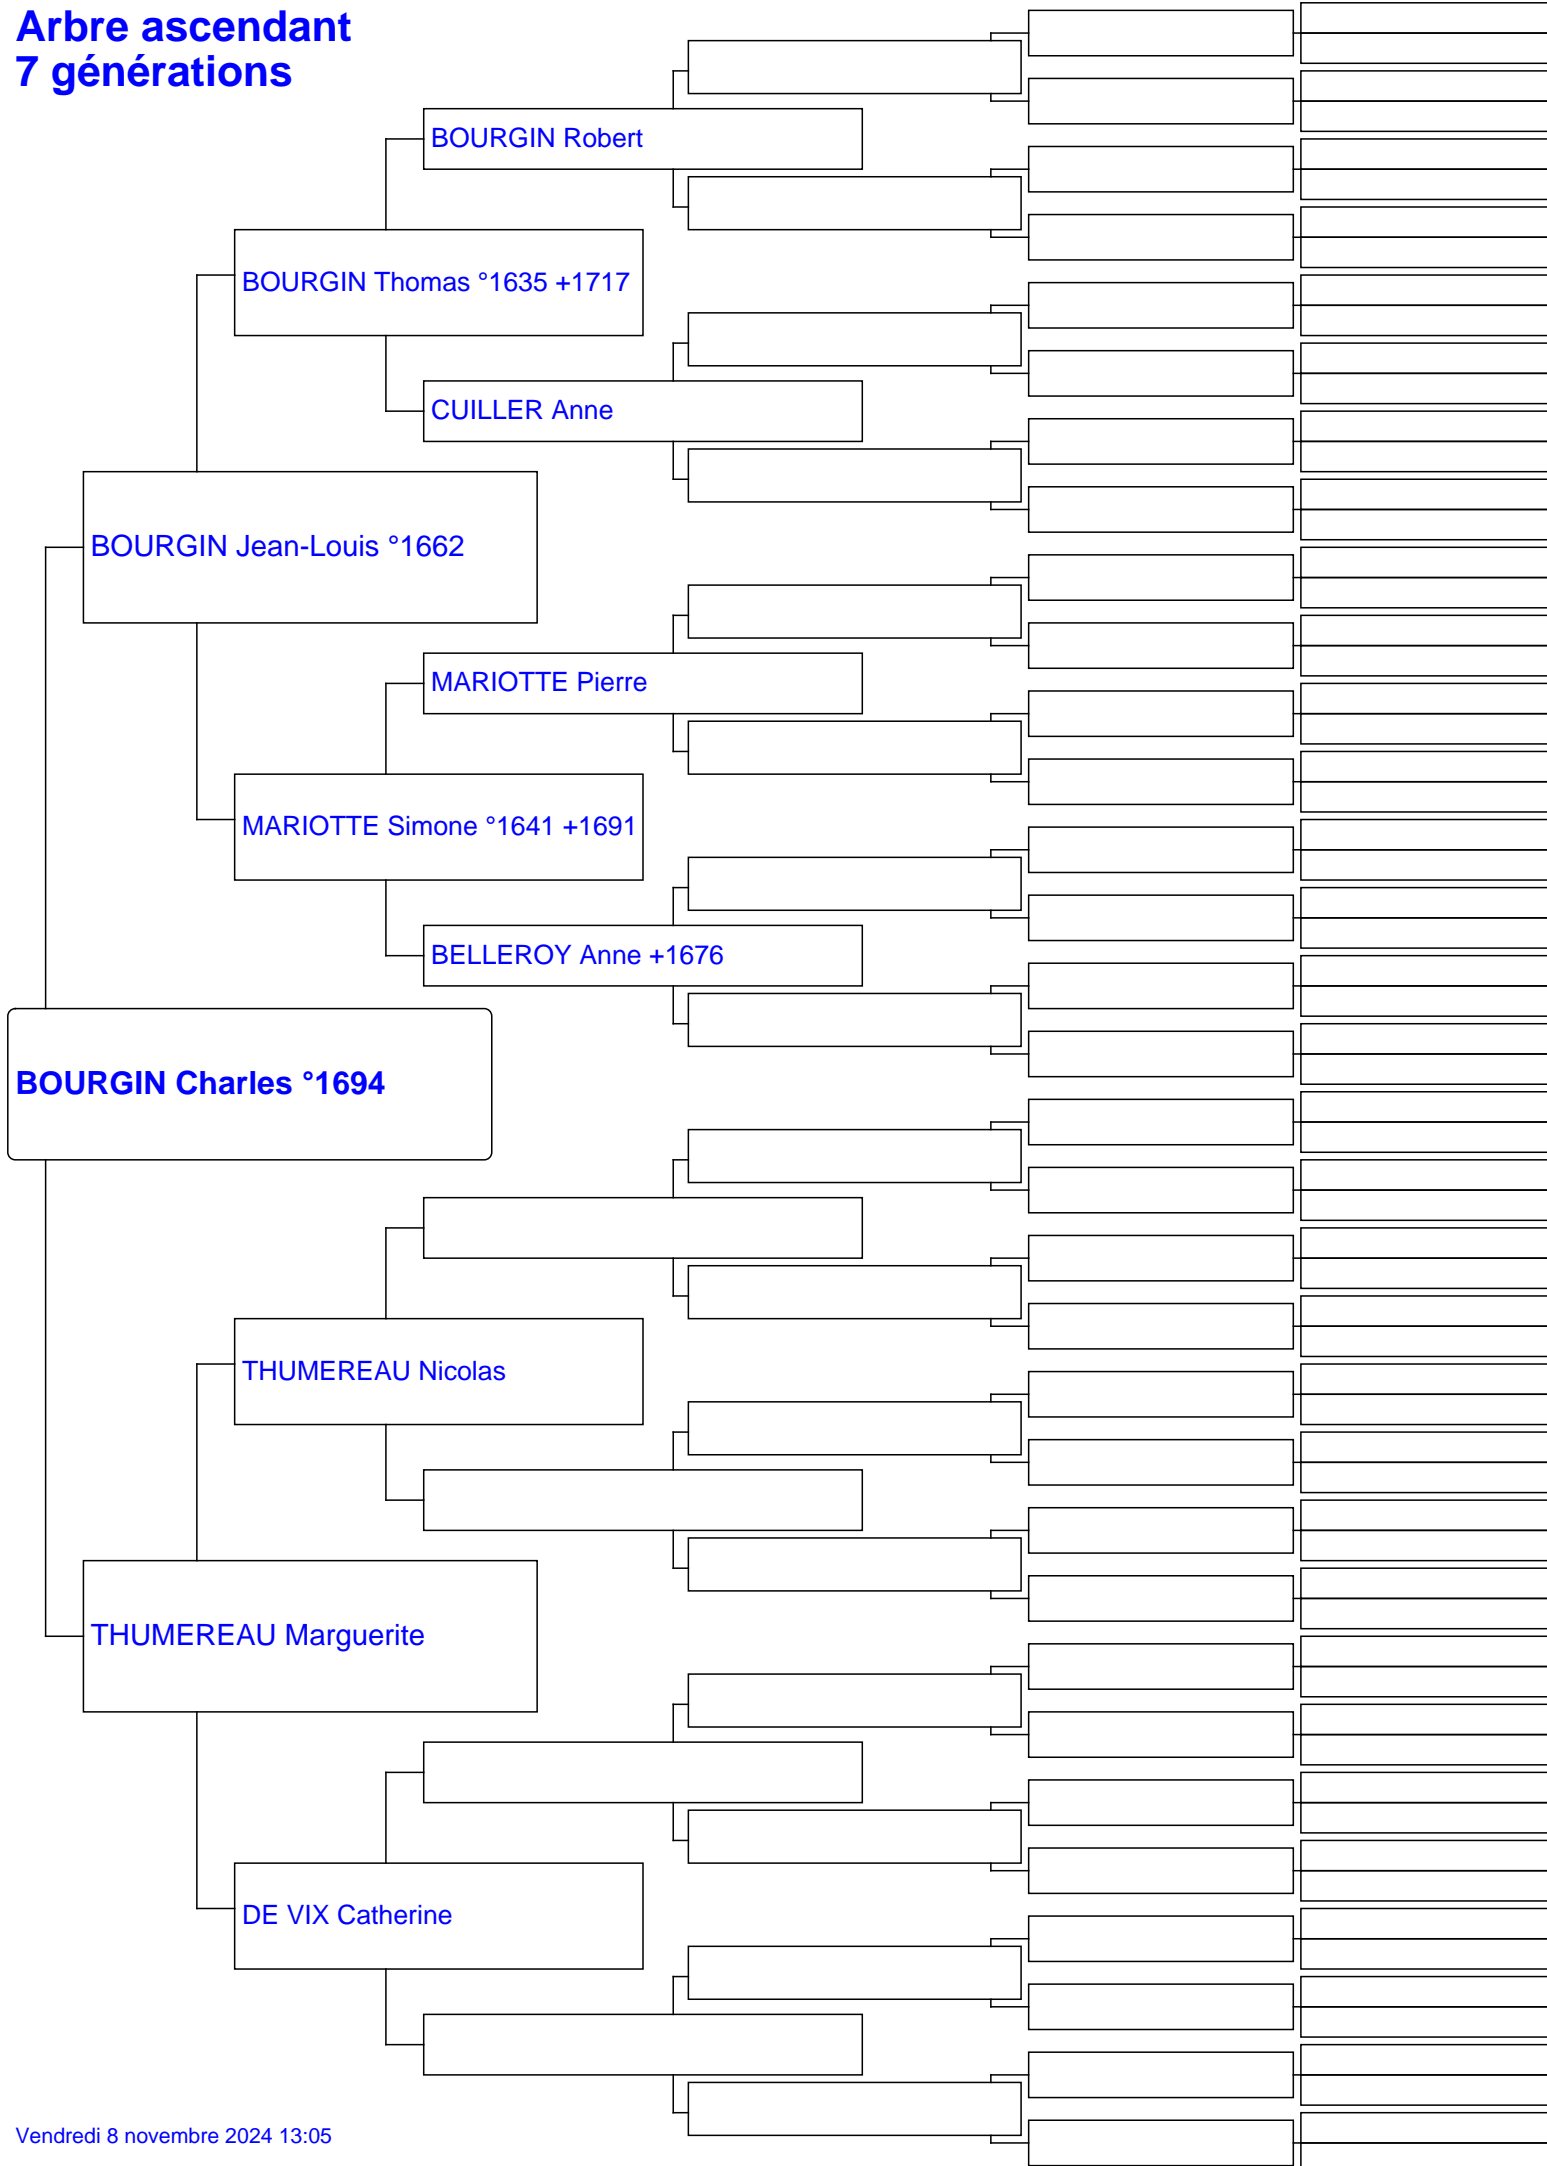 Arbre ascendant
7 générations
BOURGIN Robert
BOURGIN Thomas °1635 +1717
CUILLER Anne
BOURGIN Jean-Louis °1662
MARIOTTE Pierre
MARIOTTE Simone °1641 +1691
BELLEROY Anne +1676
BOURGIN Charles °1694
THUMEREAU Nicolas
THUMEREAU Marguerite
DE VIX Catherine
Vendredi 8 novembre 2024 13:05